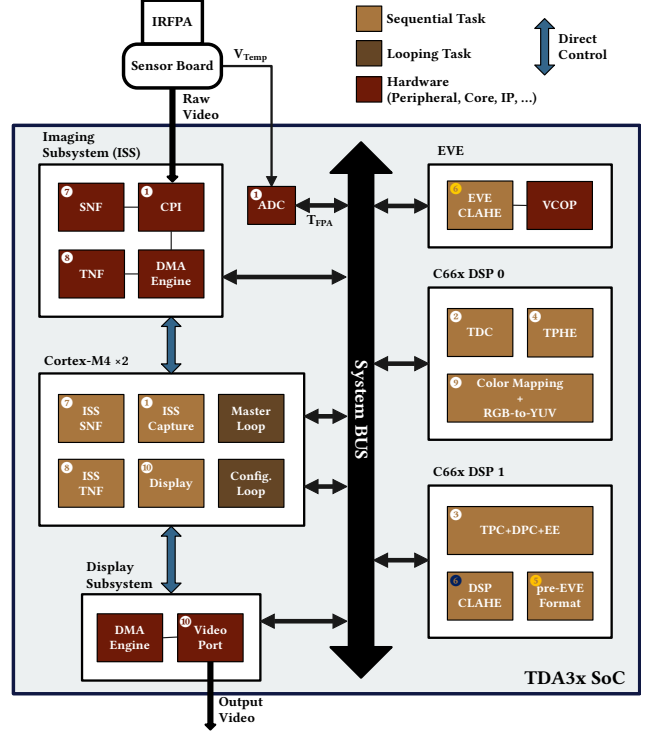 IRFPA
Sensor Board
V_Temp
Raw
Video
Sequential Task
Looping Task
Hardware
(Peripheral, Core, IP, ...)
Direct
Control
Imaging
Subsystem (ISS)
7
SNF
1
CPI
8
TNF
DMA
Engine
1
ADC
T_FPA
System BUS
EVE
6
EVE
CLAHE
VCOP
C66x DSP 0
2
TDC
4
TPHE
9
Color Mapping
+
RGB-to-YUV
Cortex-M4 ×2
7
ISS
SNF
1
ISS
Capture
Master
Loop
8
ISS
TNF
10
Display
Config.
Loop
C66x DSP 1
3
TPC+DPC+EE
6
DSP
CLAHE
5
pre-EVE
Format
Display
Subsystem
DMA
Engine
10
Video
Port
TDA3x SoC
Output
Video